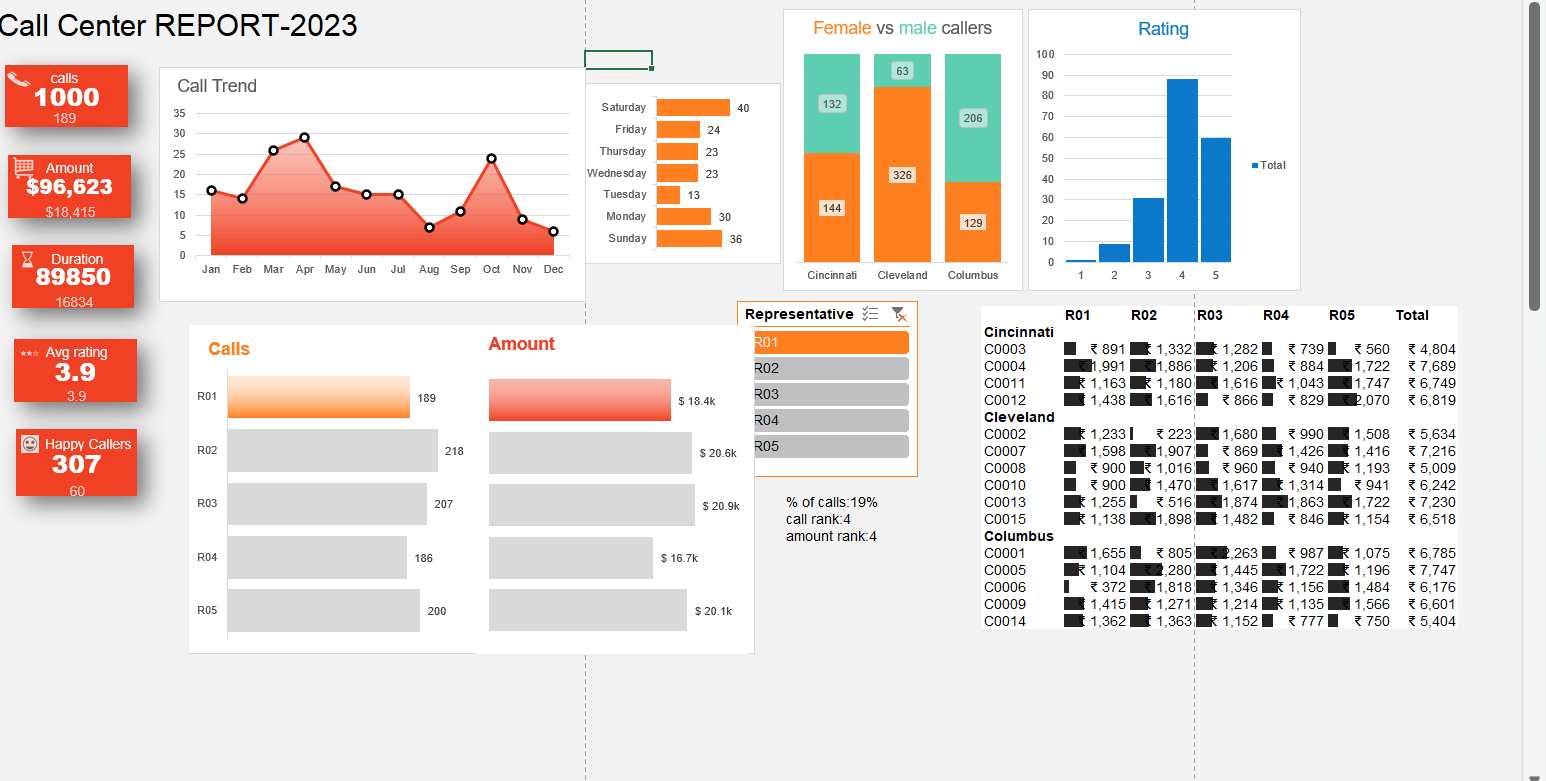 Call Center REPORT-2023
calls
1000
189
Amount
$96,623
$18,415
Duration
89850
16834
Avg rating
3.9
3.9
Happy Callers
307
60
Call Trend
35
30
25
20
15
10
5
0
Jan Feb Mar Apr May Jun Jul Aug Sep Oct Nov Dec
Saturday 40
Friday 24
Thursday 23
Wednesday 23
Tuesday 13
Monday 30
Sunday 36
Female vs male callers
132 63 206
144 326 129
Cincinnati Cleveland Columbus
Rating
100
90
80
70
60
50
40
30
20
10
0
1 2 3 4 5
Total
Calls
R01 189
R02 218
R03 207
R04 186
R05 200
Amount
$ 18.4k
$ 20.6k
$ 20.9k
$ 16.7k
$ 20.1k
Representative
R01
R02
R03
R04
R05
% of calls:19%
call rank:4
amount rank:4
R01 R02 R03 R04 R05 Total
Cincinnati
C0003 ₹ 891 ₹ 1,332 ₹ 1,282 ₹ 739 ₹ 560 ₹ 4,804
C0004 ₹ 1,991 ₹ 1,886 ₹ 1,206 ₹ 884 ₹ 1,722 ₹ 7,689
C0011 ₹ 1,163 ₹ 1,180 ₹ 1,616 ₹ 1,043 ₹ 1,747 ₹ 6,749
C0012 ₹ 1,438 ₹ 1,616 ₹ 866 ₹ 829 ₹ 2,070 ₹ 6,819
Cleveland
C0002 ₹ 1,233 ₹ 223 ₹ 1,680 ₹ 990 ₹ 1,508 ₹ 5,634
C0007 ₹ 1,598 ₹ 1,907 ₹ 869 ₹ 1,426 ₹ 1,416 ₹ 7,216
C0008 ₹ 900 ₹ 1,016 ₹ 960 ₹ 940 ₹ 1,193 ₹ 5,009
C0010 ₹ 900 ₹ 1,470 ₹ 1,617 ₹ 1,314 ₹ 941 ₹ 6,242
C0013 ₹ 1,255 ₹ 516 ₹ 1,874 ₹ 1,863 ₹ 1,722 ₹ 7,230
C0015 ₹ 1,138 ₹ 1,898 ₹ 1,482 ₹ 846 ₹ 1,154 ₹ 6,518
Columbus
C0001 ₹ 1,655 ₹ 805 ₹ 2,263 ₹ 987 ₹ 1,075 ₹ 6,785
C0005 ₹ 1,104 ₹ 2,280 ₹ 1,445 ₹ 1,722 ₹ 1,196 ₹ 7,747
C0006 ₹ 372 ₹ 1,818 ₹ 1,346 ₹ 1,156 ₹ 1,484 ₹ 6,176
C0009 ₹ 1,415 ₹ 1,271 ₹ 1,214 ₹ 1,135 ₹ 1,566 ₹ 6,601
C0014 ₹ 1,362 ₹ 1,363 ₹ 1,152 ₹ 777 ₹ 750 ₹ 5,404